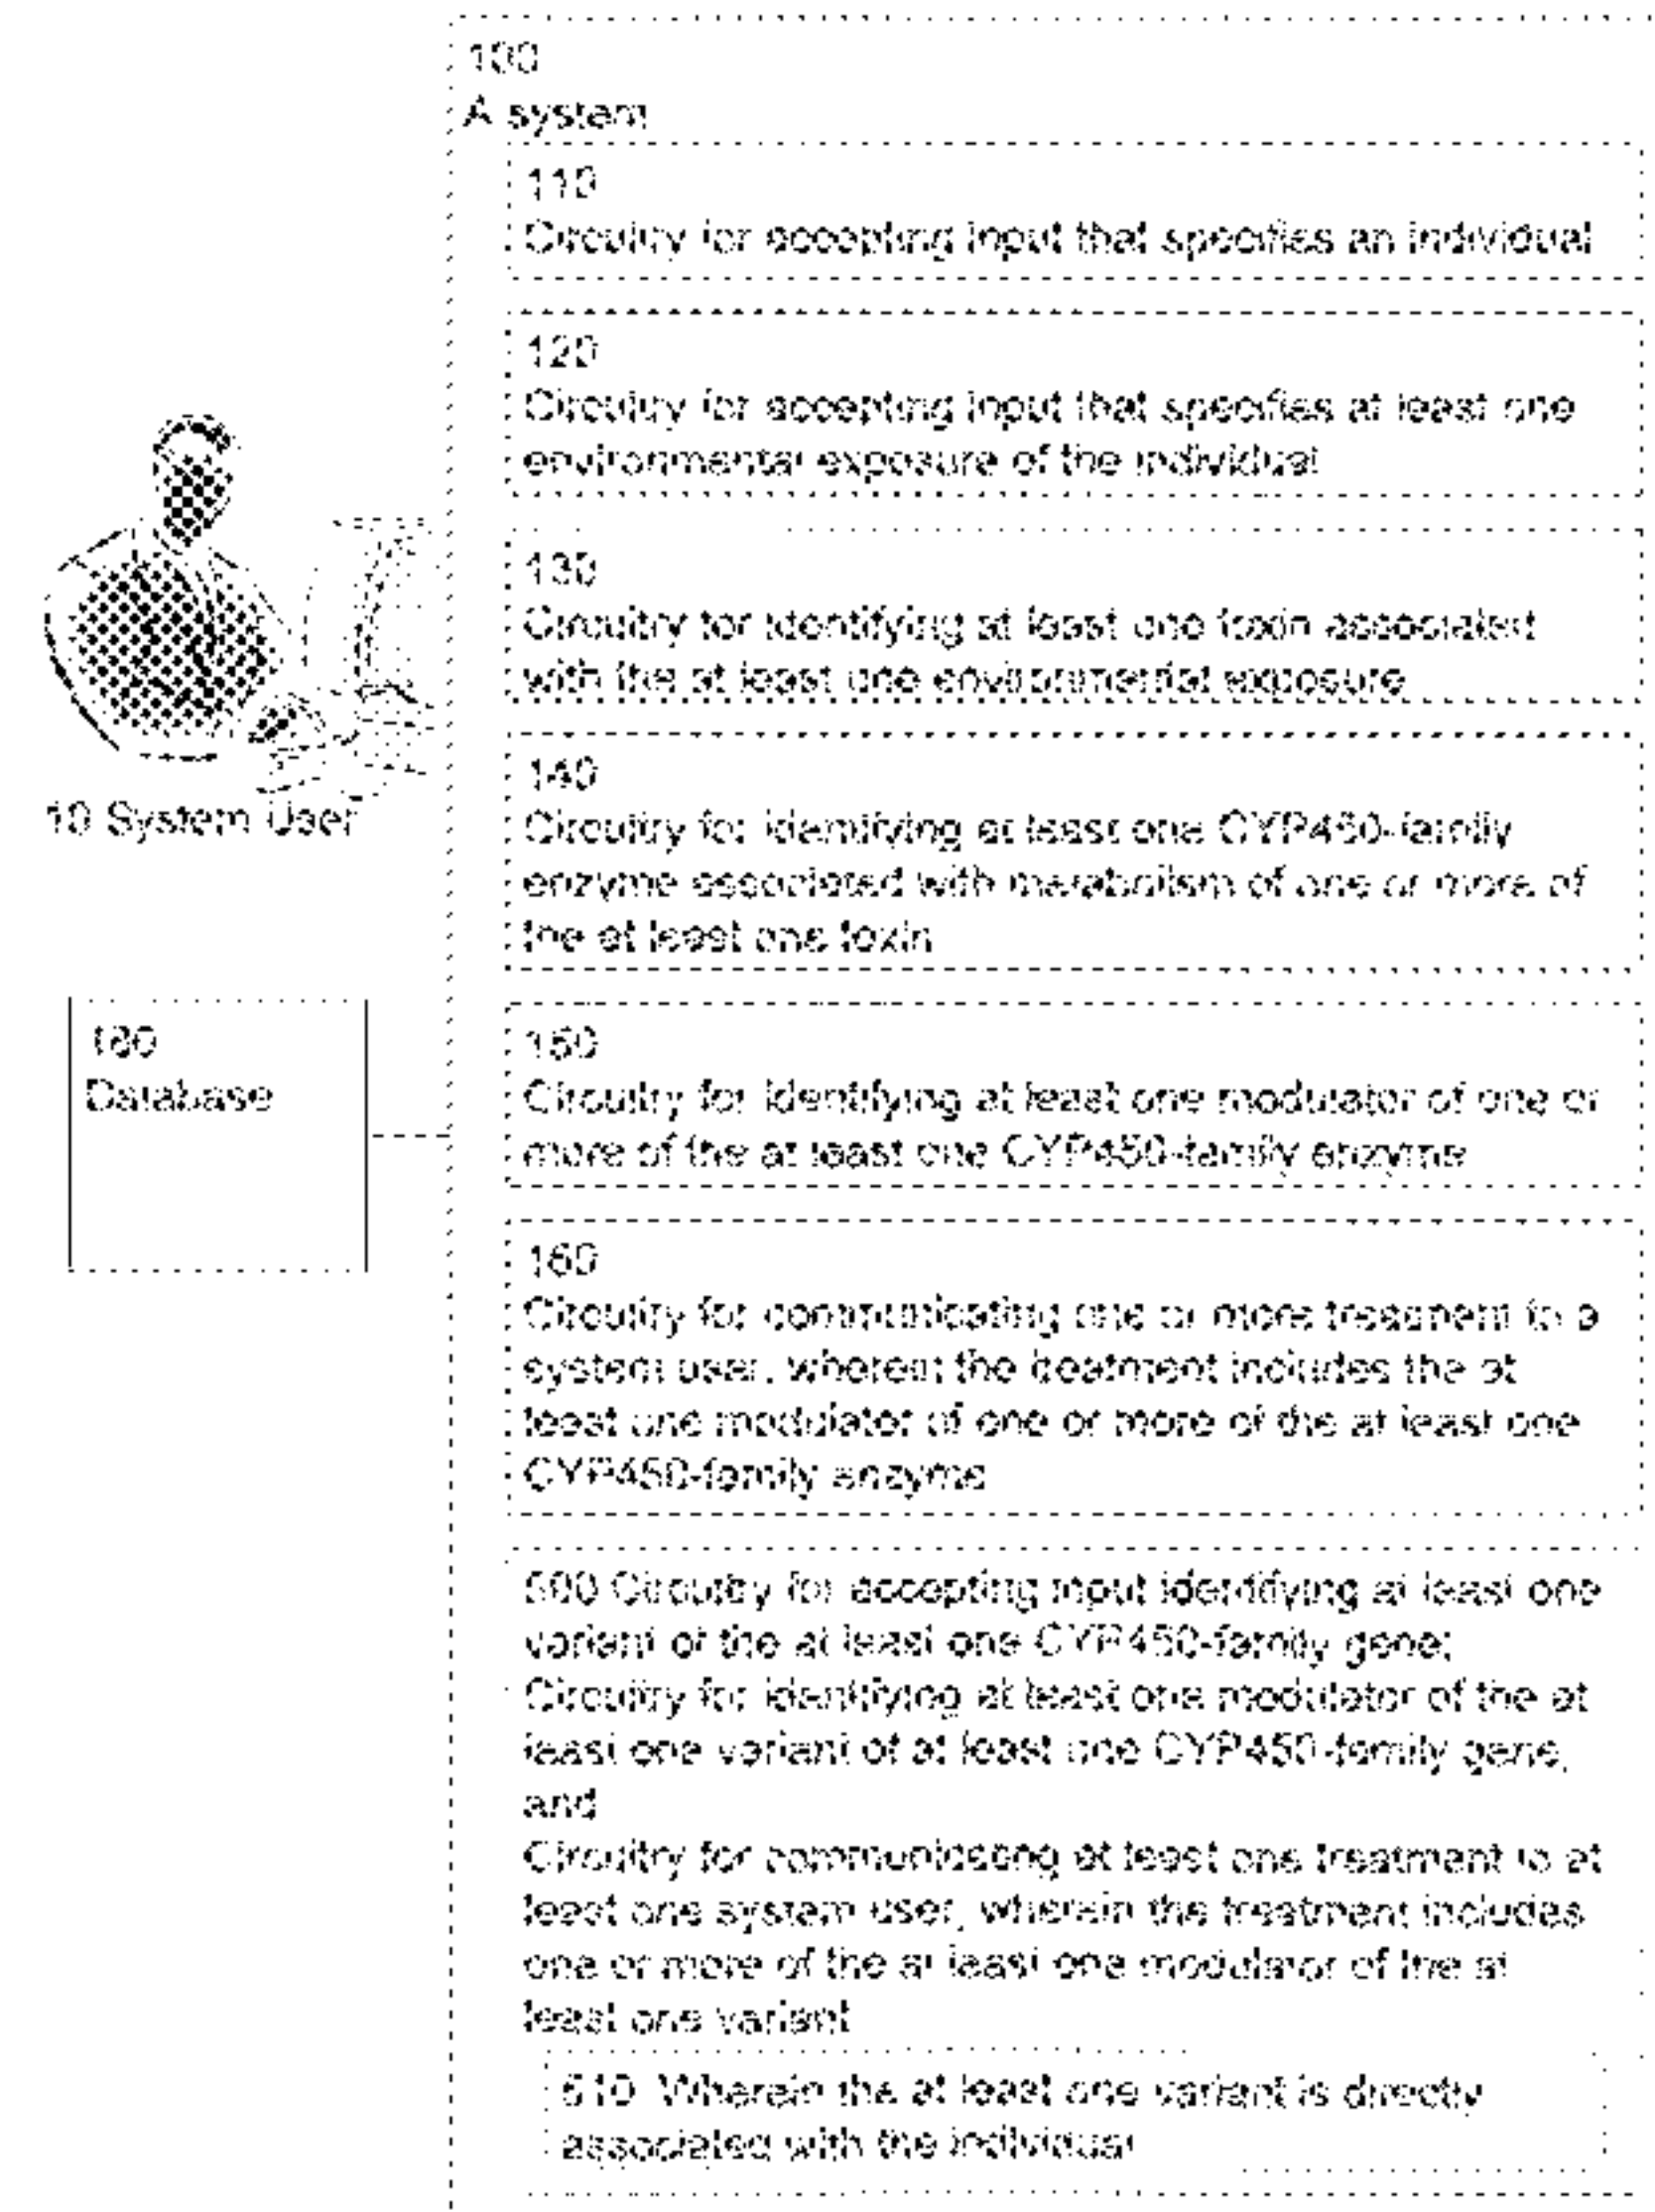 100
A system
110
Circuitry for accepting input that specifies an individual
120
Circuitry for accepting input that specifies at least one
environmental exposure of the individual
130
Circuitry for identifying at least one toxin associated
with the at least one environmental exposure
140
Circuitry for identifying at least one CYP450-family
enzyme associated with metabolism of one or more of
the at least one toxin
10 System User
Database
150
Circuitry for identifying at least one modulator of one or
more of the at least one CYP450-family enzyme
160
Circuitry for communicating one or more treatment to a
system user, wherein the treatment includes the at
least one modulator of one or more of the at least one
CYP450-family enzyme
Circuitry for accepting input identifying at least one
variant of the at least one CYP450-family gene;
Circuitry for identifying at least one modulator of the at
least one variant of at least one CYP450-family gene,
and
Circuitry for communicating at least one treatment to at
least one system user, wherein the treatment includes
one or more of the at least one modulator of the at
least one variant
Wherein the at least one variant is directly
associated with the individual